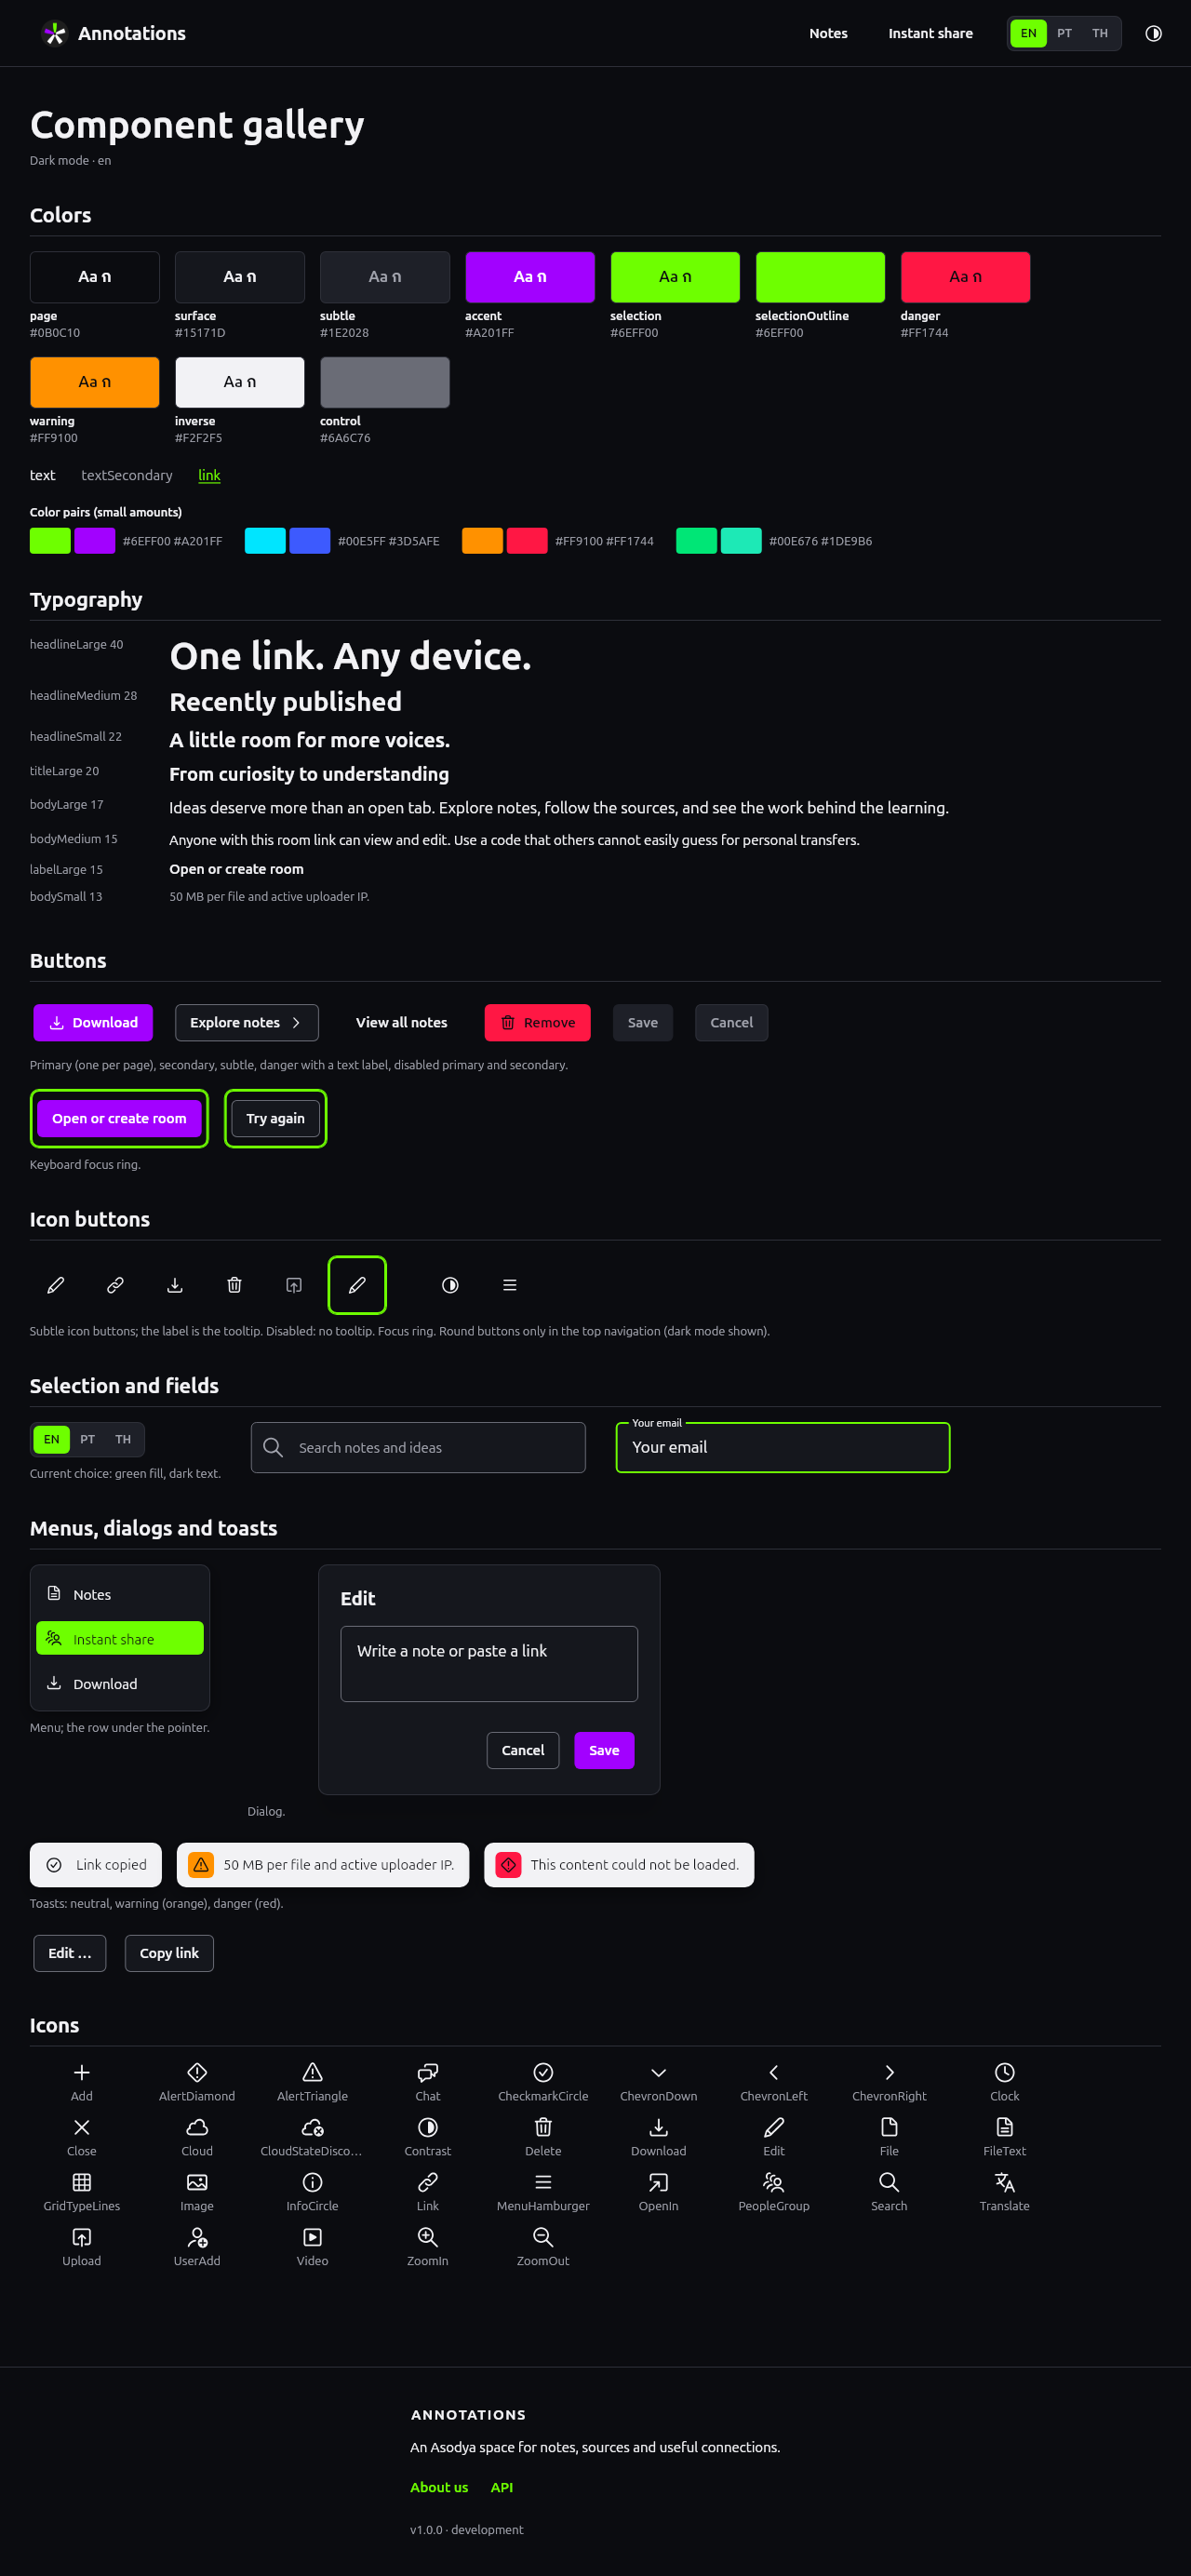 Annotations
Notes
Instant share
EN PT TH
Component gallery
Dark mode · en
Colors
Aa ก Aa ก Aa ก Aa ก Aa ก Aa ก
page surface subtle accent selection selectionOutline danger
#0B0C10 #15171D #1E2028 #A201FF #6EFF00 #6EFF00 #FF1744
Aa ก Aa ก
warning inverse control
#FF9100 #F2F2F5 #6A6C76
text textSecondary link
Color pairs (small amounts)
#6EFF00 #A201FF #00E5FF #3D5AFE #FF9100 #FF1744 #00E676 #1DE9B6
Typography
headlineLarge 40 One link. Any device.
headlineMedium 28 Recently published
headlineSmall 22 A little room for more voices.
titleLarge 20 From curiosity to understanding
bodyLarge 17 Ideas deserve more than an open tab. Explore notes, follow the sources, and see the work behind the learning.
bodyMedium 15 Anyone with this room link can view and edit. Use a code that others cannot easily guess for personal transfers.
labelLarge 15 Open or create room
bodySmall 13 50 MB per file and active uploader IP.
Buttons
Download Explore notes View all notes Remove Save Cancel
Primary (one per page), secondary, subtle, danger with a text label, disabled primary and secondary.
Open or create room Try again
Keyboard focus ring.
Icon buttons
Subtle icon buttons; the label is the tooltip. Disabled: no tooltip. Focus ring. Round buttons only in the top navigation (dark mode shown).
Selection and fields
EN PT TH
Current choice: green fill, dark text.
Search notes and ideas
Your email
Your email
Menus, dialogs and toasts
Notes
Instant share
Download
Menu; the row under the pointer.
Edit
Write a note or paste a link
Cancel Save
Dialog.
Link copied 50 MB per file and active uploader IP. This content could not be loaded.
Toasts: neutral, warning (orange), danger (red).
Edit … Copy link
Icons
Add AlertDiamond AlertTriangle Chat CheckmarkCircle ChevronDown ChevronLeft ChevronRight Clock
Close Cloud CloudStateDisco… Contrast Delete Download Edit File FileText
GridTypeLines Image InfoCircle Link MenuHamburger OpenIn PeopleGroup Search Translate
Upload UserAdd Video ZoomIn ZoomOut
ANNOTATIONS
An Asodya space for notes, sources and useful connections.
About us API
v1.0.0 · development